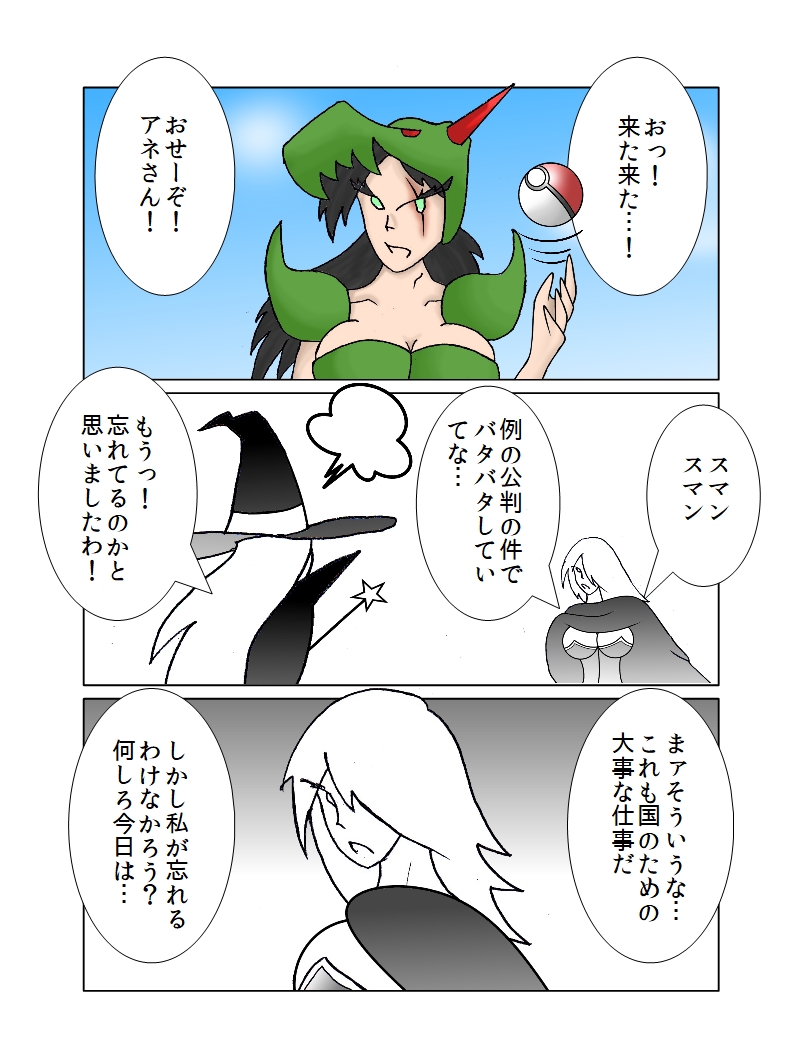 おっ！
来た来た…！
おせーぞ！
アネさん！
スマン
スマン
例の公判の件で
バタバタしてい
てな…
もうっ！
忘れてるのかと
思いましたわ！
まァそういうな…
これも国のための
大事な仕事だ
しかし私が忘れる
わけなかろう？
何しろ今日は…